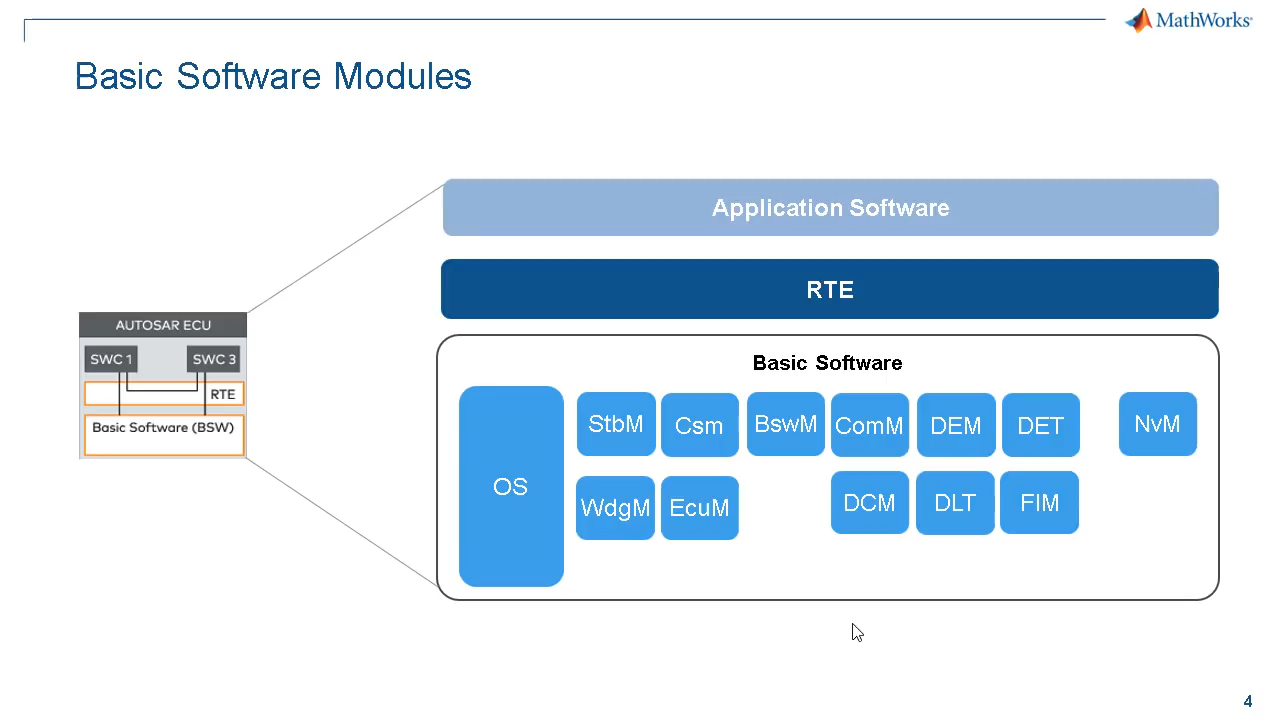 MathWorks
Basic Software Modules
Application Software
RTE
AUTOSAR ECU
SWC 1
SWC 3
RTE
Basic Software (BSW)
Basic Software
OS
StbM
Csm
BswM
ComM
DEM
DET
NvM
WdgM
EcuM
DCM
DLT
FIM
4